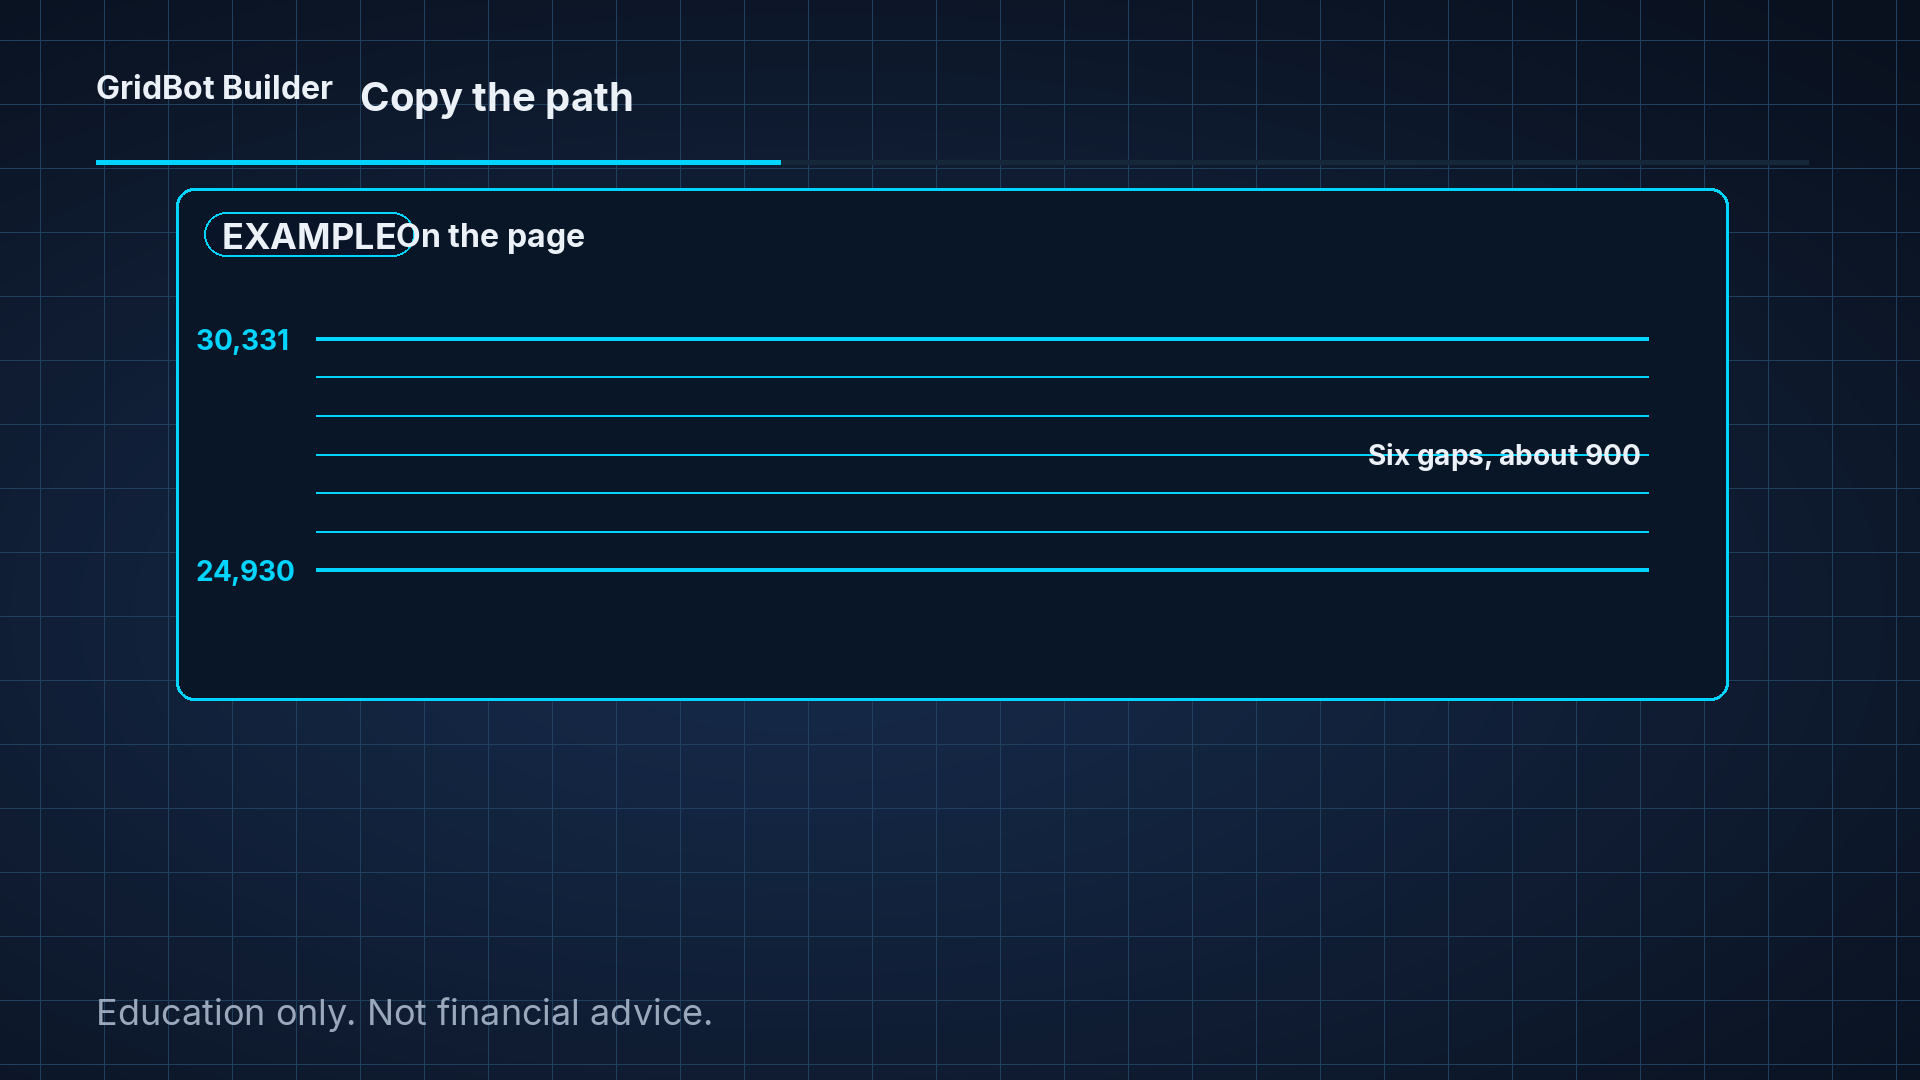 GridBot Builder
Copy the path
EXAMPLE
On the page
30,331
Six gaps, about 900
24,930
Education only. Not financial advice.